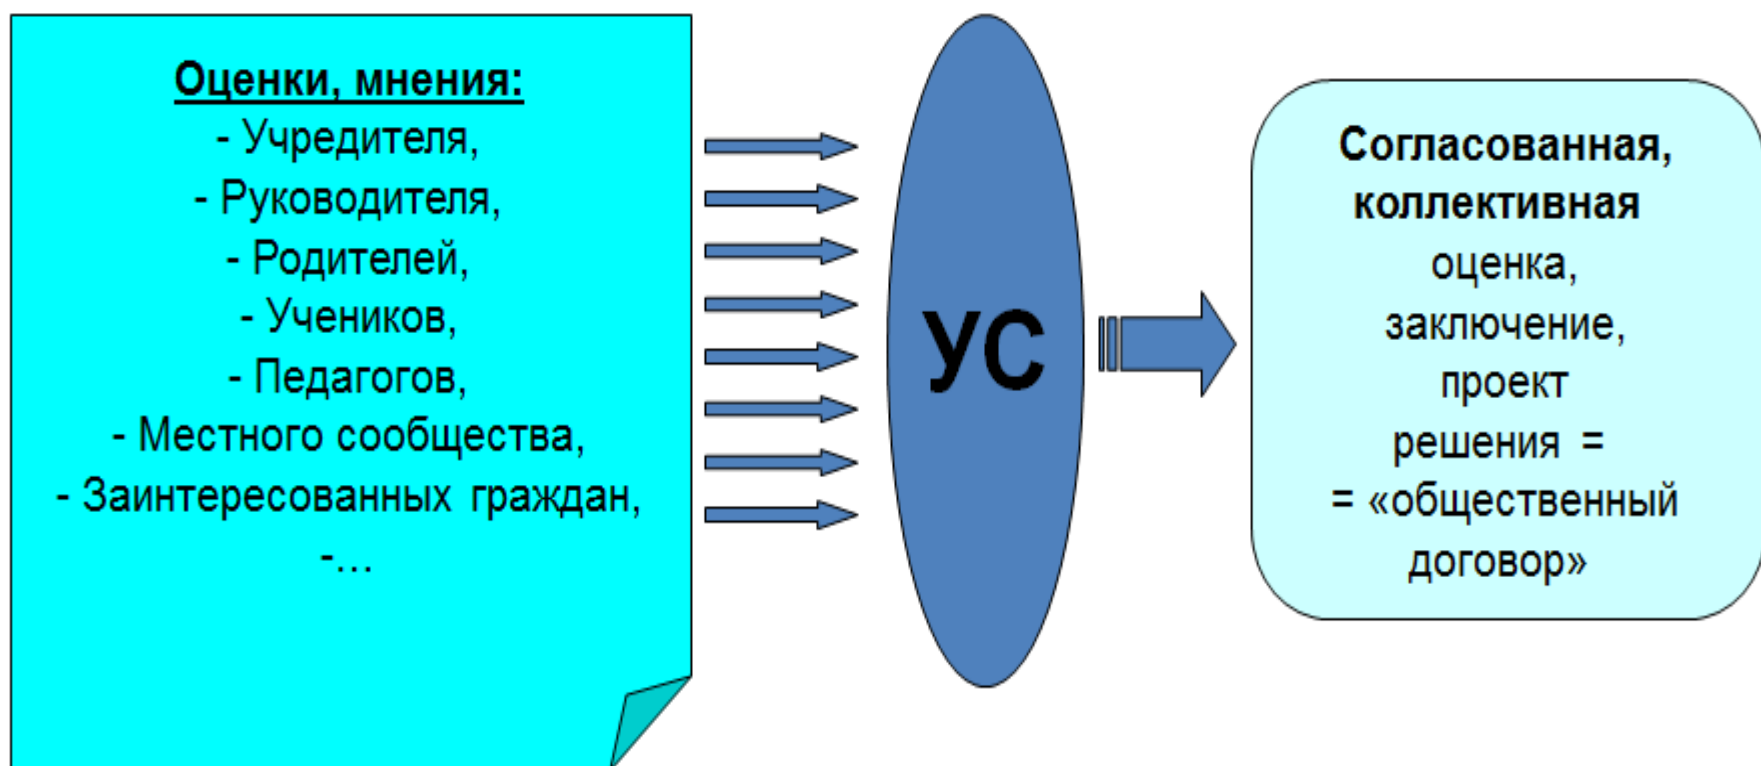 Оценки, мнения:
- Учредителя,
- Руководителя,
- Родителей,
- Учеников,
- Педагогов,
- Местного сообщества,
- Заинтересованных граждан,
-...
УС
Согласованная,
коллективная
оценка,
заключение,
проект
решения =
= «общественный
договор»